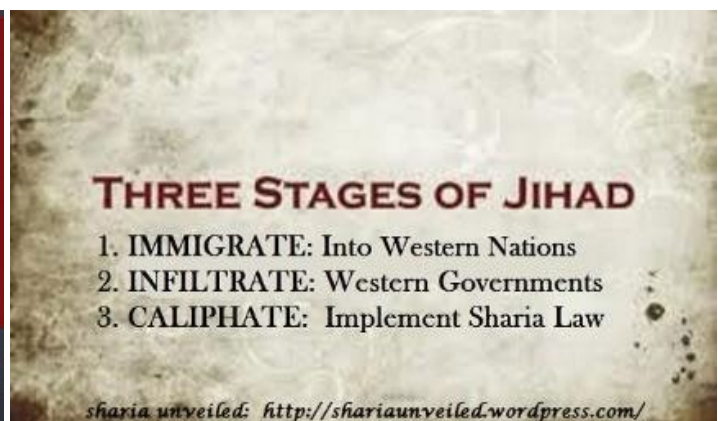 THREE STAGES OF JIHAD
1. IMMIGRATE: Into Western Nations
2. INFILTRATE: Western Governments
3. CALIPHATE: Implement Sharia Law
sharia unveiled: http://shariaunveiled.wordpress.com/